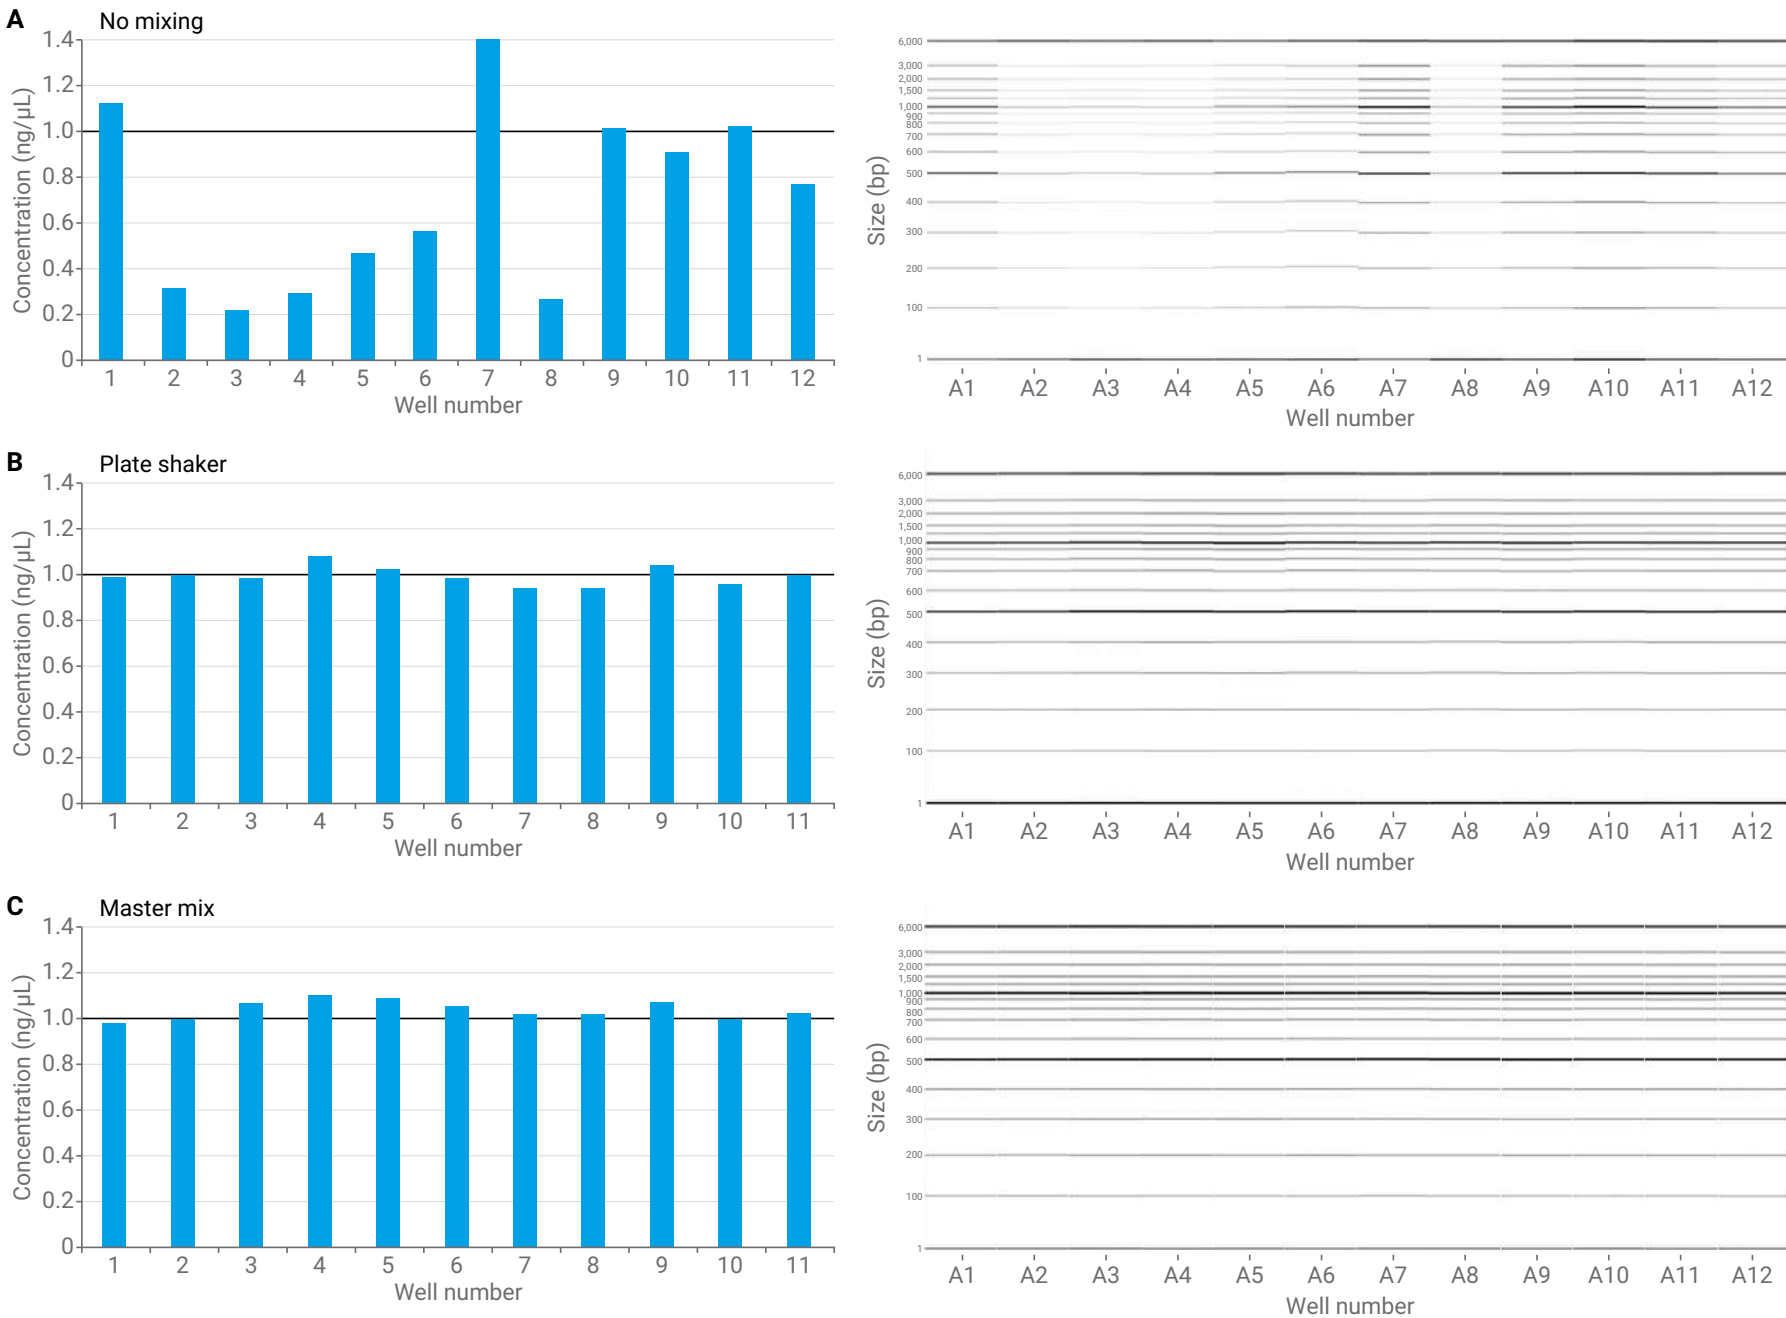 A
No mixing
Concentration (ng/µL)
1.4
1.2
1.0
0.8
0.6
0.4
0.2
0
1 2 3 4 5 6 7 8 9 10 11 12
Well number
Size (bp)
6,000
3,000
2,000
1,500
1,000
900
800
700
600
500
400
300
200
100
1
A1 A2 A3 A4 A5 A6 A7 A8 A9 A10 A11 A12
Well number
B
Plate shaker
Concentration (ng/µL)
1.4
1.2
1.0
0.8
0.6
0.4
0.2
0
1 2 3 4 5 6 7 8 9 10 11
Well number
Size (bp)
6,000
3,000
2,000
1,500
1,000
900
800
700
600
500
400
300
200
100
1
A1 A2 A3 A4 A5 A6 A7 A8 A9 A10 A11 A12
Well number
C
Master mix
Concentration (ng/µL)
1.4
1.2
1.0
0.8
0.6
0.4
0.2
0
1 2 3 4 5 6 7 8 9 10 11
Well number
Size (bp)
6,000
3,000
2,000
1,500
1,000
900
800
700
600
500
400
300
200
100
1
A1 A2 A3 A4 A5 A6 A7 A8 A9 A10 A11 A12
Well number